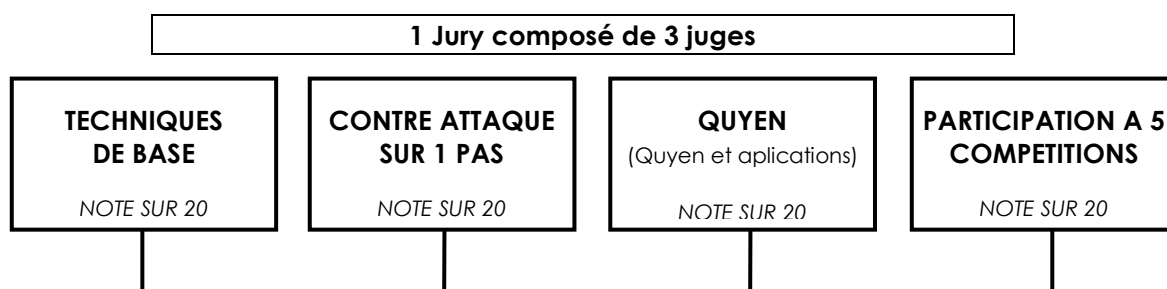 1 Jury composé de 3 juges
TECHNIQUES
DE BASE
NOTE SUR 20
CONTRE ATTAQUE
SUR 1 PAS
NOTE SUR 20
QUYEN
(Quyen et aplications)
NOTE SUR 20
PARTICIPATION A 5
COMPETITIONS
NOTE SUR 20